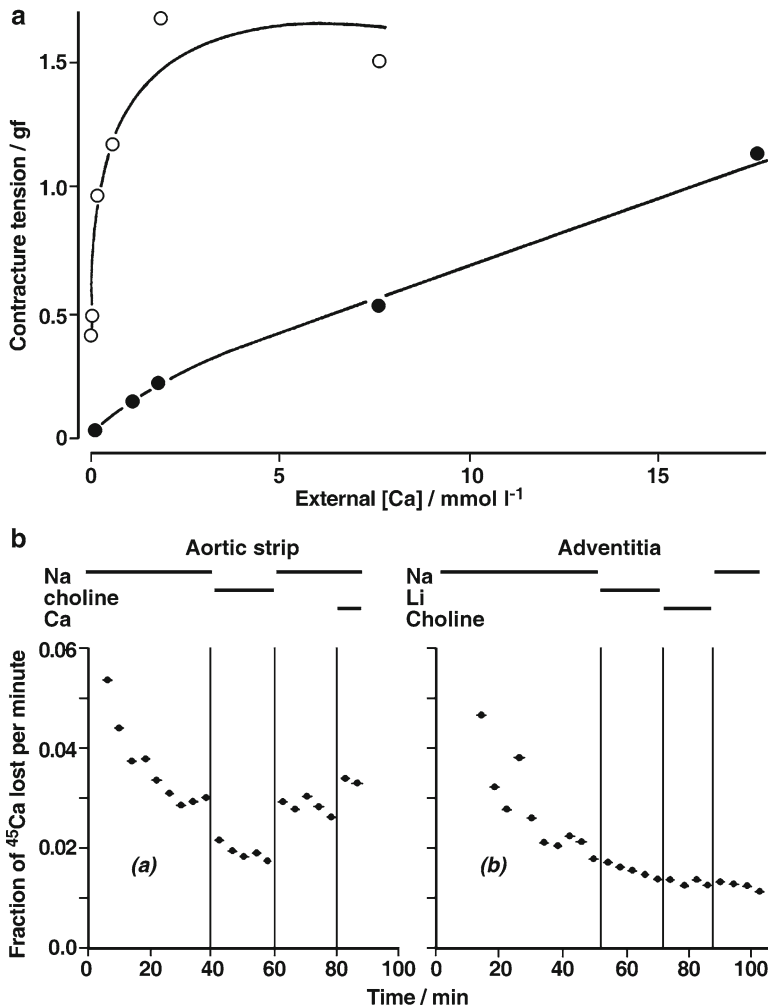 a
Contracture tension / gf
1.5
1.0
0.5
0
0 5 10 15
External [Ca] / mmol l-1
b
Aortic strip
Na
choline
Ca
Adventitia
Na
Li
Choline
Fraction of 45Ca lost per minute
0.06
0.04
0.02
0.0
(a)
(b)
0 20 40 60 80 100
0 20 40 60 80 100
Time / min